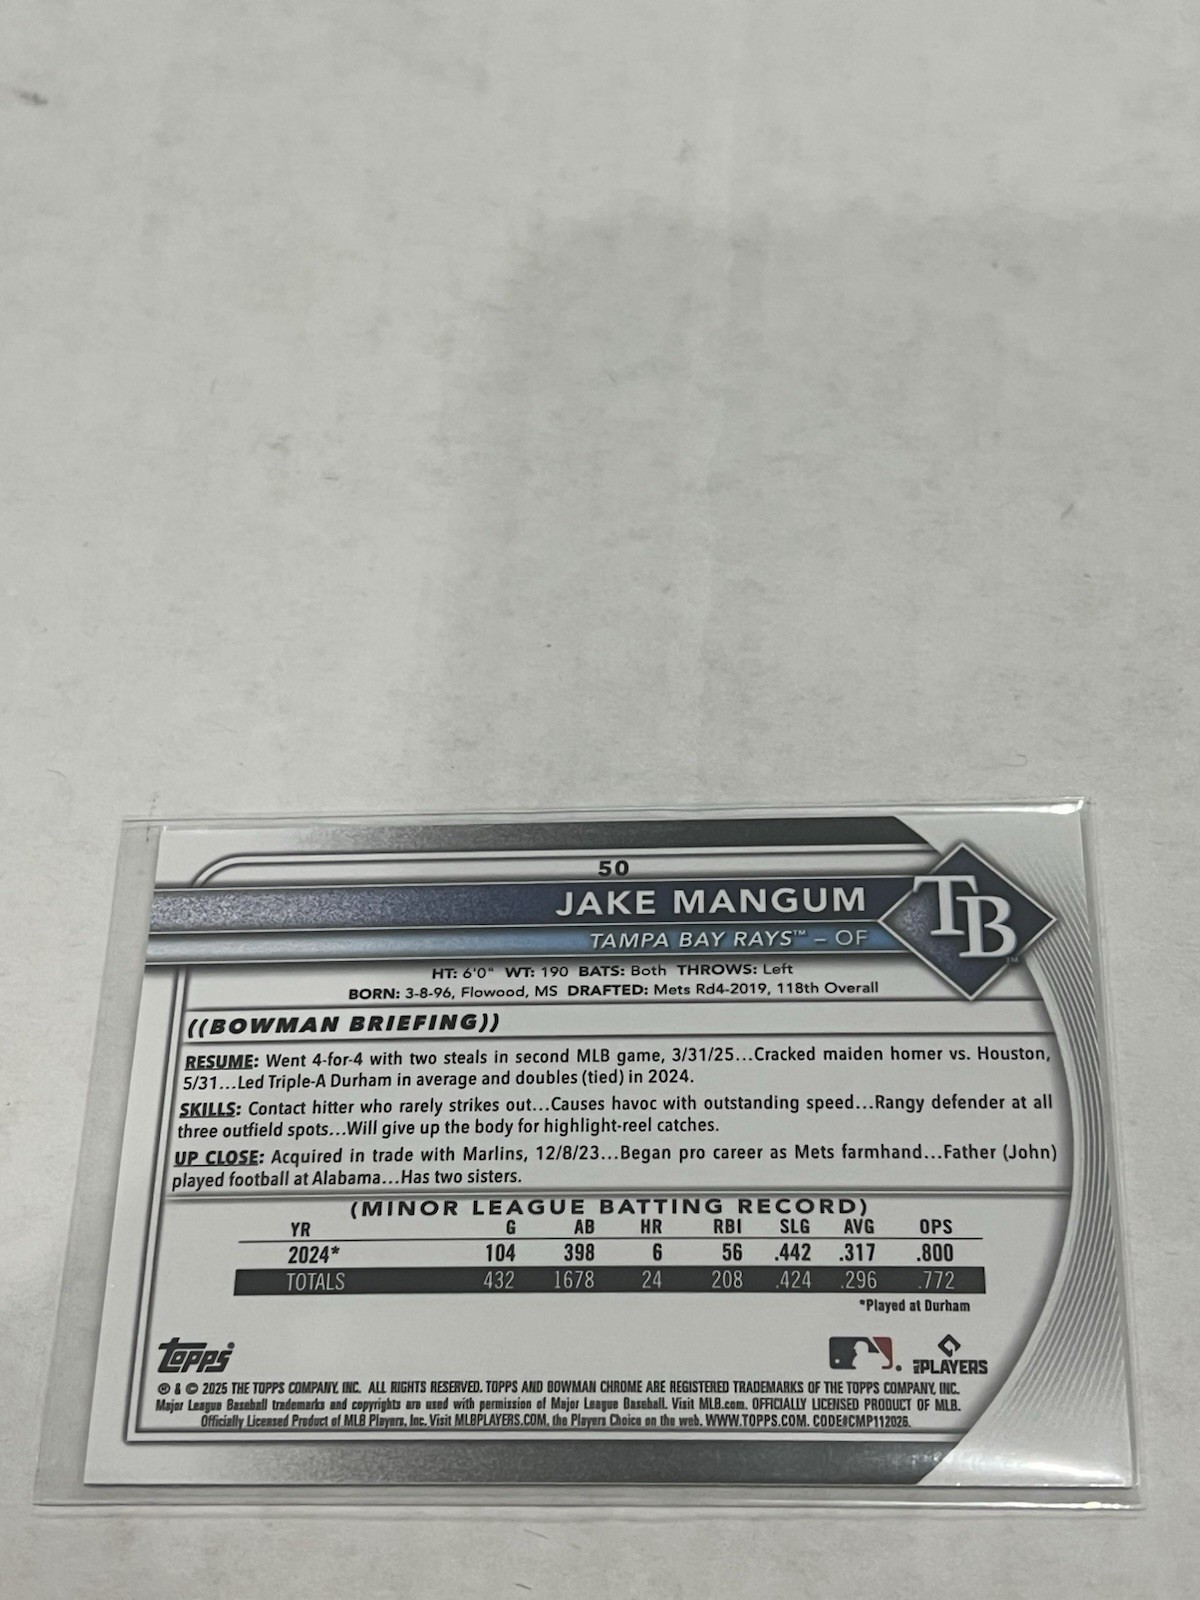 50
JAKE MANGUM
TAMPA BAY RAYS™ – OF
TB™
HT: 6'0" WT: 190 BATS: Both THROWS: Left
BORN: 3-8-96, Flowood, MS DRAFTED: Mets Rd4-2019, 118th Overall
((BOWMAN BRIEFING))
RESUME: Went 4-for-4 with two steals in second MLB game, 3/31/25...Cracked maiden homer vs. Houston,
5/31...Led Triple-A Durham in average and doubles (tied) in 2024.
SKILLS: Contact hitter who rarely strikes out...Causes havoc with outstanding speed...Rangy defender at all
three outfield spots...Will give up the body for highlight-reel catches.
UP CLOSE: Acquired in trade with Marlins, 12/8/23...Began pro career as Mets farmhand...Father (John)
played football at Alabama...Has two sisters.
(MINOR LEAGUE BATTING RECORD)
YR G AB HR RBI SLG AVG OPS
2024* 104 398 6 56 .442 .317 .800
TOTALS 432 1678 24 208 .424 .296 .772
*Played at Durham
Topps®
MLB PLAYERS
® & © 2025 THE TOPPS COMPANY, INC. ALL RIGHTS RESERVED. TOPPS AND BOWMAN CHROME ARE REGISTERED TRADEMARKS OF THE TOPPS COMPANY, INC.
Major League Baseball trademarks and copyrights are used with permission of Major League Baseball. Visit MLB.com. OFFICIALLY LICENSED PRODUCT OF MLB.
Officially Licensed Product of MLB Players, Inc. Visit MLBPLAYERS.COM, the Players Choice on the web. WWW.TOPPS.COM. CODE#CMP112026.